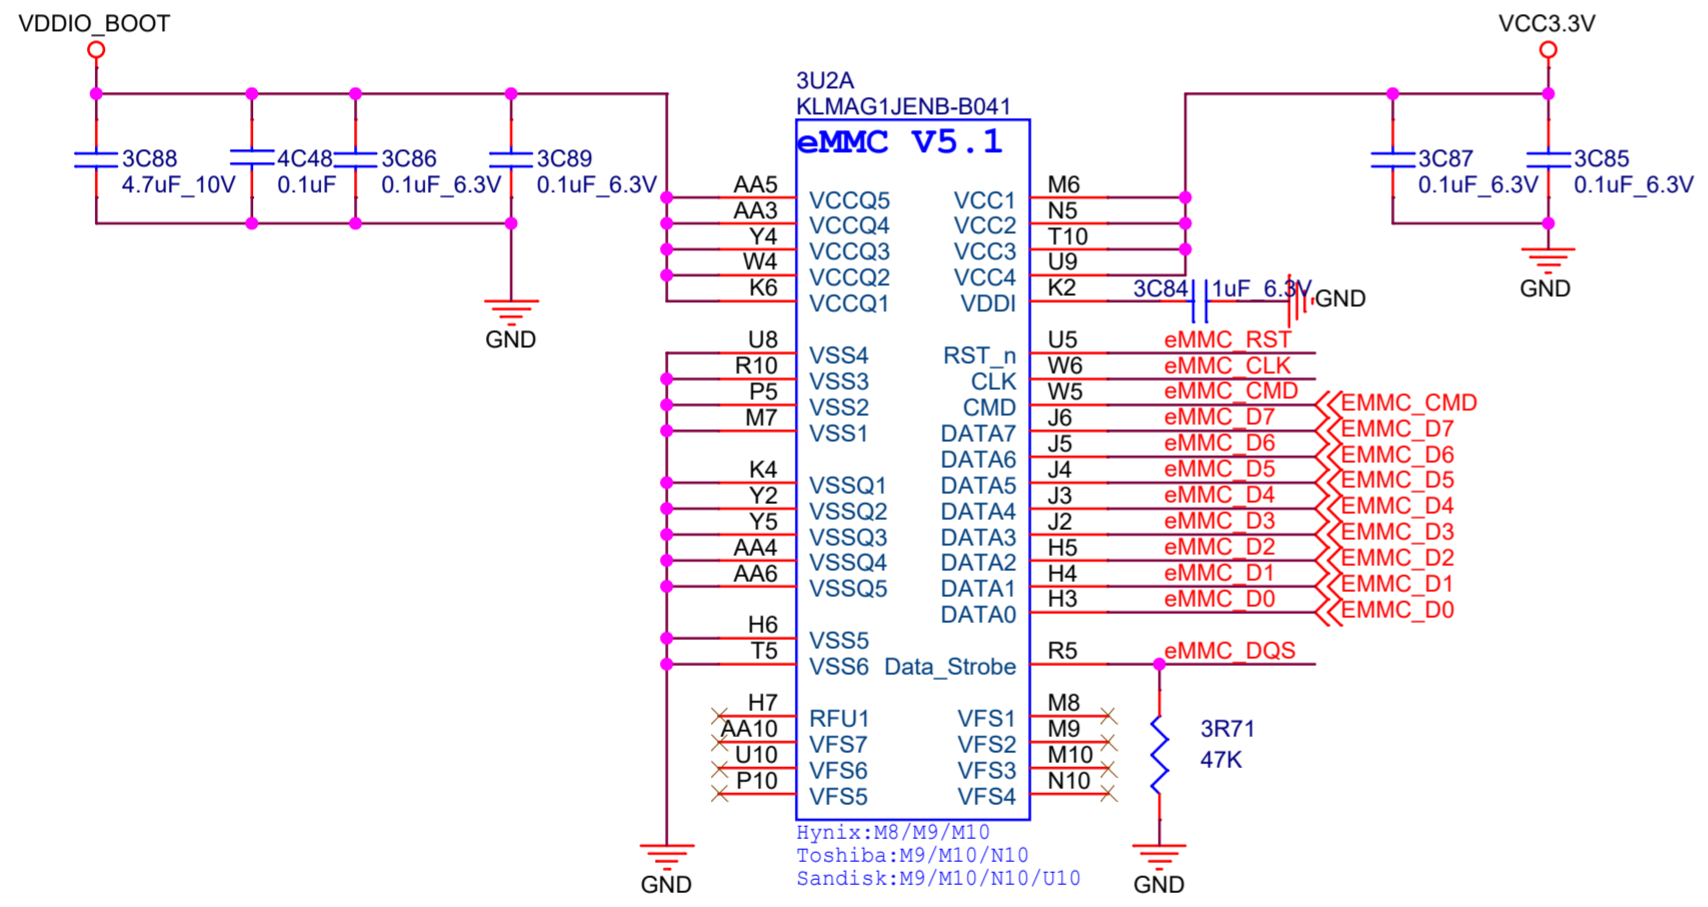 VDDIO_BOOT
VCC3.3V
3U2A
KLMAG1JENB-B041
eMMC V5.1
3C88
4.7uF_10V
4C48
0.1uF
3C86
0.1uF_6.3V
3C89
0.1uF_6.3V
3C87
0.1uF_6.3V
3C85
0.1uF_6.3V
GND
GND
AA5 VCCQ5
AA3 VCCQ4
Y4 VCCQ3
W4 VCCQ2
K6 VCCQ1
U8 VSS4
R10 VSS3
P5 VSS2
M7 VSS1
K4 VSSQ1
Y2 VSSQ2
Y5 VSSQ3
AA4 VSSQ4
AA6 VSSQ5
H6 VSS5
T5 VSS6
H7 RFU1
AA10 VFS7
U10 VFS6
P10 VFS5
GND
VCC1 M6
VCC2 N5
VCC3 T10
VCC4 U9
VDDI K2 3C84 1uF_6.3V GND
RST_n U5 eMMC_RST
CLK W6 eMMC_CLK
CMD W5 eMMC_CMD EMMC_CMD
DATA7 J6 eMMC_D7 EMMC_D7
DATA6 J5 eMMC_D6 EMMC_D6
DATA5 J4 eMMC_D5 EMMC_D5
DATA4 J3 eMMC_D4 EMMC_D4
DATA3 J2 eMMC_D3 EMMC_D3
DATA2 H5 eMMC_D2 EMMC_D2
DATA1 H4 eMMC_D1 EMMC_D1
DATA0 H3 eMMC_D0 EMMC_D0
Data_Strobe R5 eMMC_DQS
VFS1 M8
VFS2 M9
VFS3 M10
VFS4 N10
3R71
47K
GND
Hynix:M8/M9/M10
Toshiba:M9/M10/N10
Sandisk:M9/M10/N10/U10